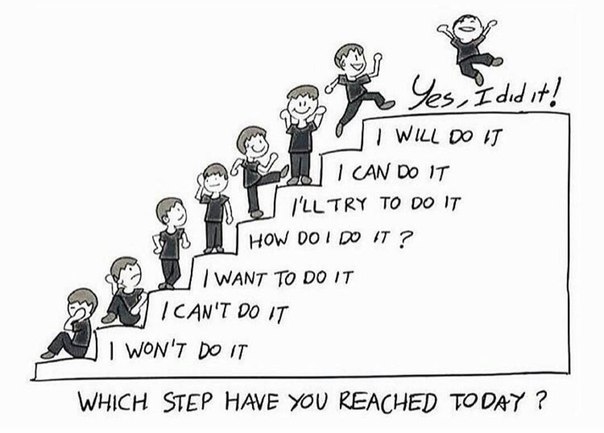 Yes, I did it!
I WILL DO IT
I CAN DO IT
I'LL TRY TO DO IT
HOW DO I DO IT ?
I WANT TO DO IT
I CAN'T DO IT
I WON'T DO IT
WHICH STEP HAVE YOU REACHED TODAY ?